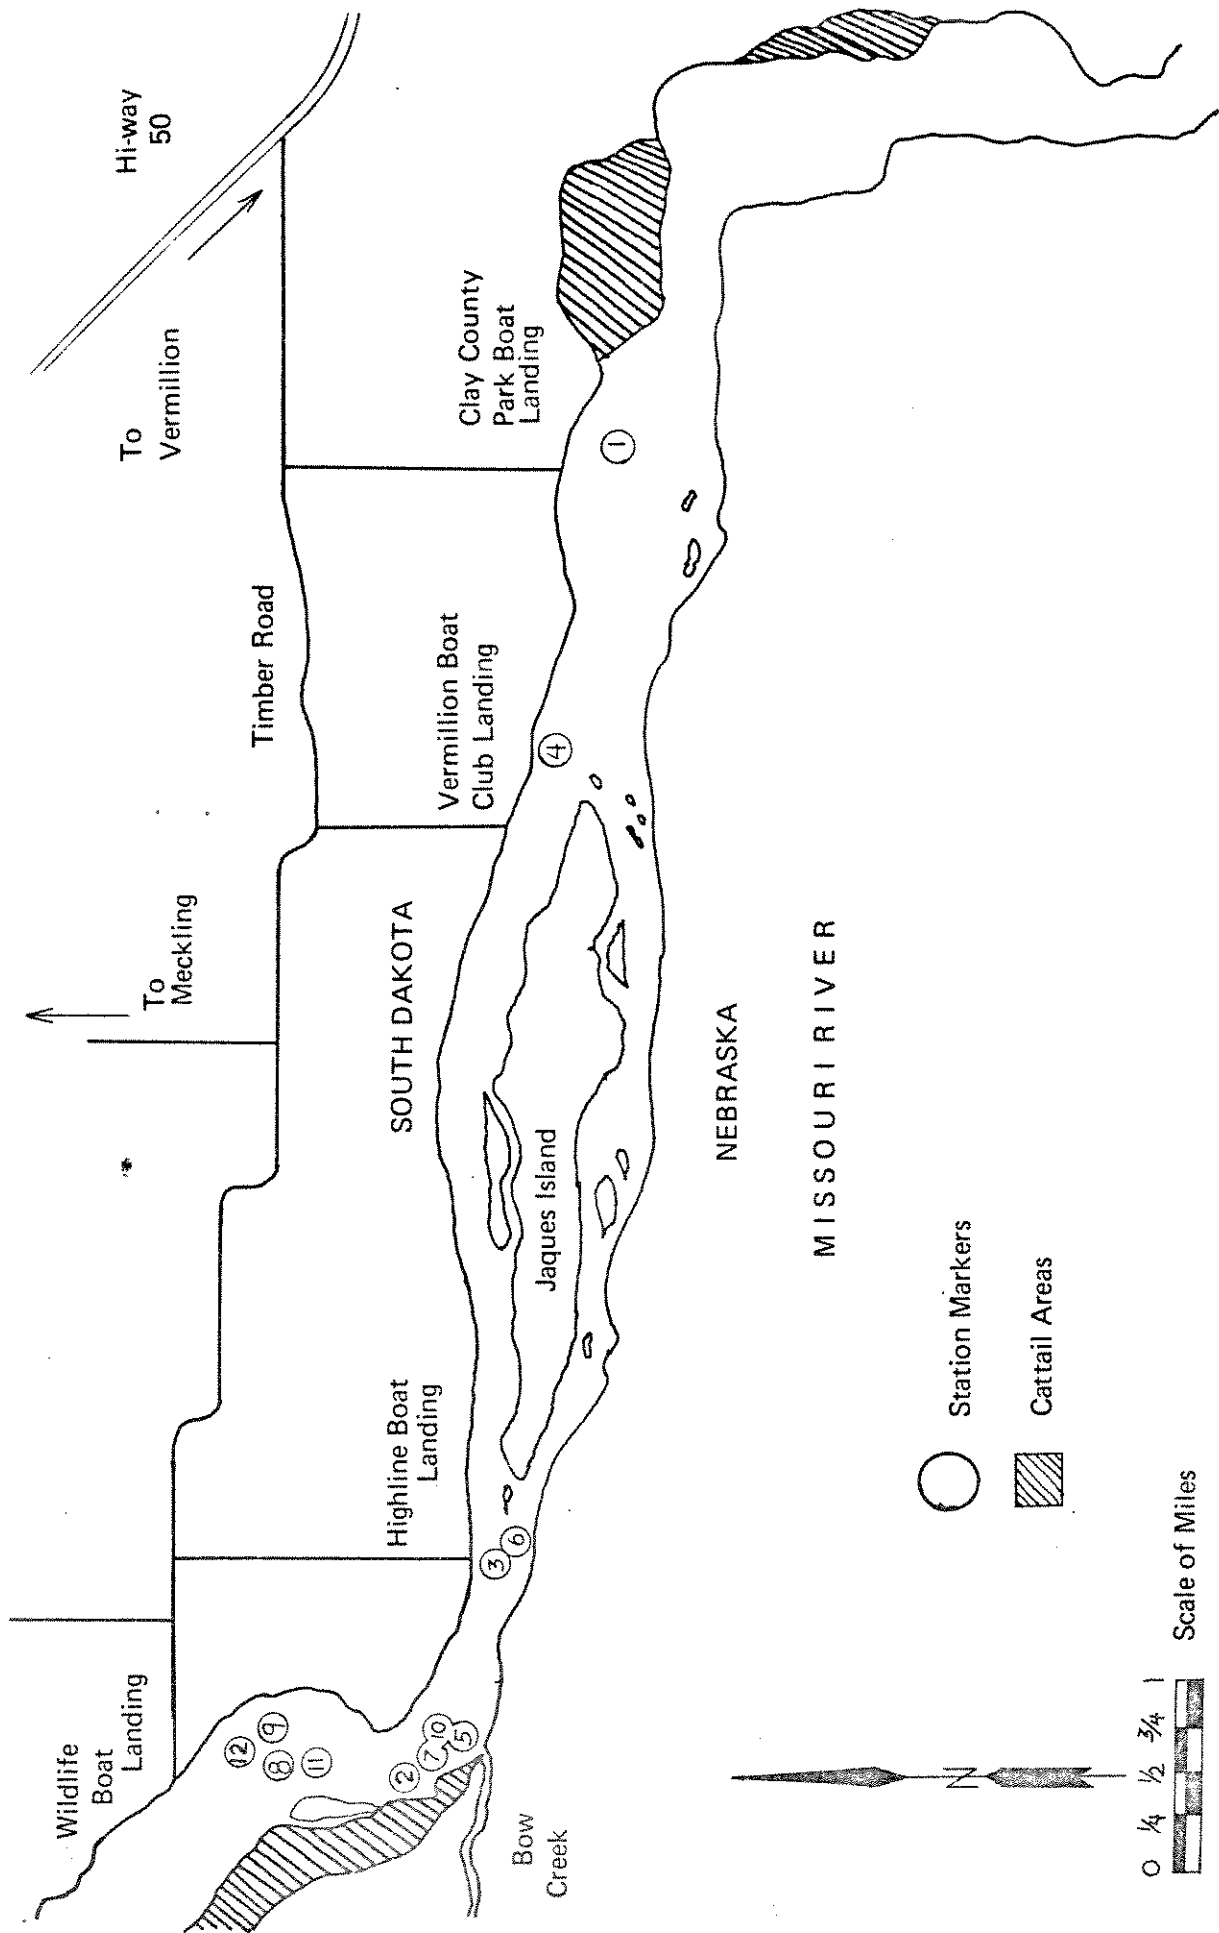 Hi-way
50
To
Vermillion
Clay County
Park Boat
Landing
Timber Road
Vermillion Boat
Club Landing
To
Meckling
SOUTH DAKOTA
Highline Boat
Landing
Wildlife
Boat
Landing
Jaques Island
NEBRASKA
MISSOURI RIVER
Bow
Creek
1
4
3
6
12
9
8
11
2
7
10
5
Station Markers
Cattail Areas
N
0 1/4 1/2 3/4 1
Scale of Miles